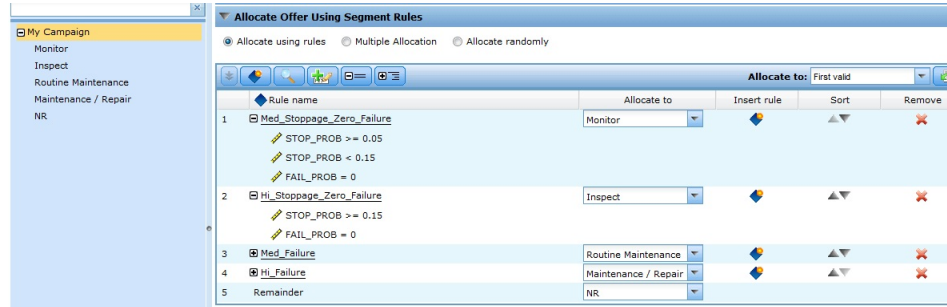 Allocate Offer Using Segment Rules
My Campaign
Monitor
Inspect
Routine Maintenance
Maintenance / Repair
NR
Allocate using rules Multiple Allocation Allocate randomly
Allocate to: First valid
Rule name Allocate to Insert rule Sort Remove
1 Med_Stoppage_Zero_Failure Monitor
STOP_PROB >= 0.05
STOP_PROB < 0.15
FAIL_PROB = 0
2 Hi_Stoppage_Zero_Failure Inspect
STOP_PROB >= 0.15
FAIL_PROB = 0
3 Med_Failure Routine Maintenance
4 Hi_Failure Maintenance / Repair
5 Remainder NR